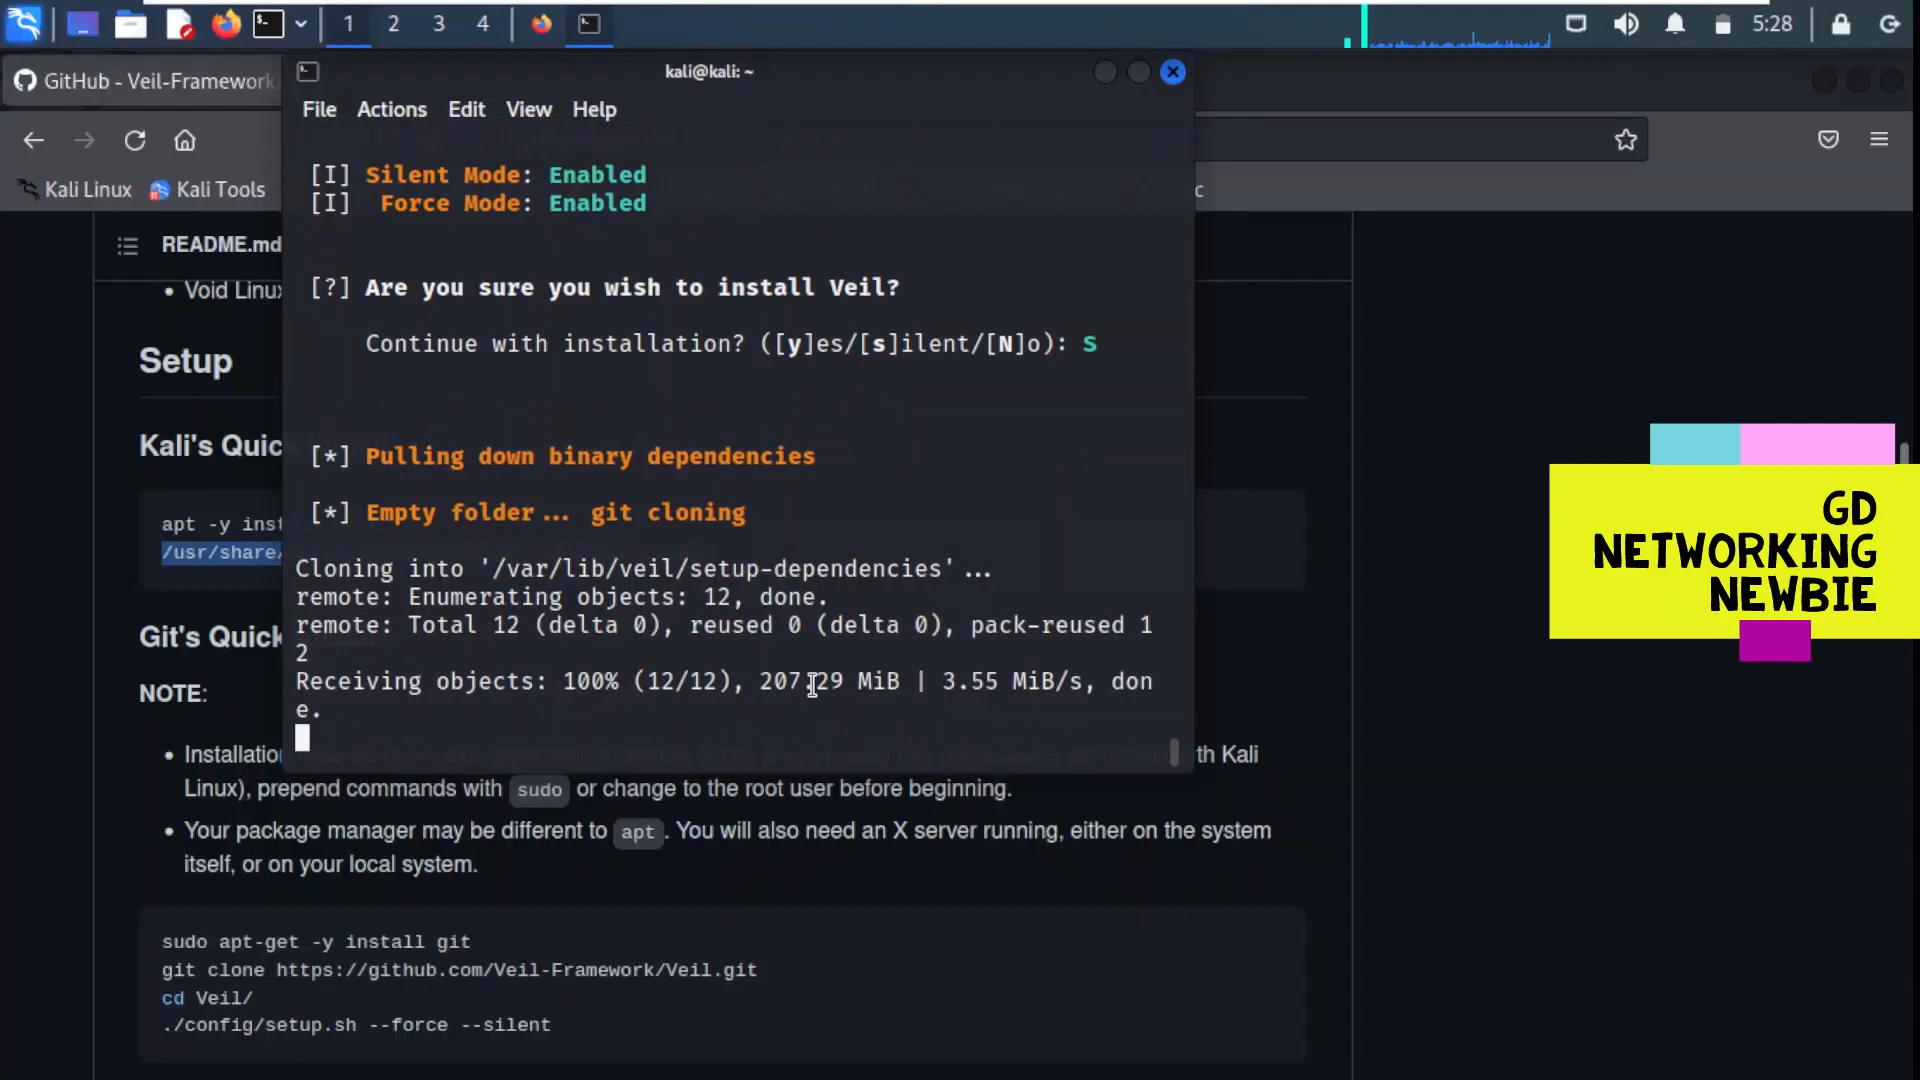 1 2 3 4
5:28
GitHub - Veil-Framework
kali@kali: ~
File Actions Edit View Help
Kali Linux Kali Tools
c
[I] Silent Mode: Enabled
[I] Force Mode: Enabled
[?] Are you sure you wish to install Veil?
Continue with installation? ([y]es/[s]ilent/[N]o): S
[*] Pulling down binary dependencies
[*] Empty folder... git cloning
Cloning into '/var/lib/veil/setup-dependencies'...
remote: Enumerating objects: 12, done.
remote: Total 12 (delta 0), reused 0 (delta 0), pack-reused 1
2
Receiving objects: 100% (12/12), 207.29 MiB | 3.55 MiB/s, don
e.
README.md
Void Linux
Setup
Kali's Quic
apt -y inst
/usr/share/
Git's Quick
NOTE:
Installation th Kali
Linux), prepend commands with sudo or change to the root user before beginning.
Your package manager may be different to apt. You will also need an X server running, either on the system
itself, or on your local system.
sudo apt-get -y install git
git clone https://github.com/Veil-Framework/Veil.git
cd Veil/
./config/setup.sh --force --silent
GD
NETWORKING
NEWBIE